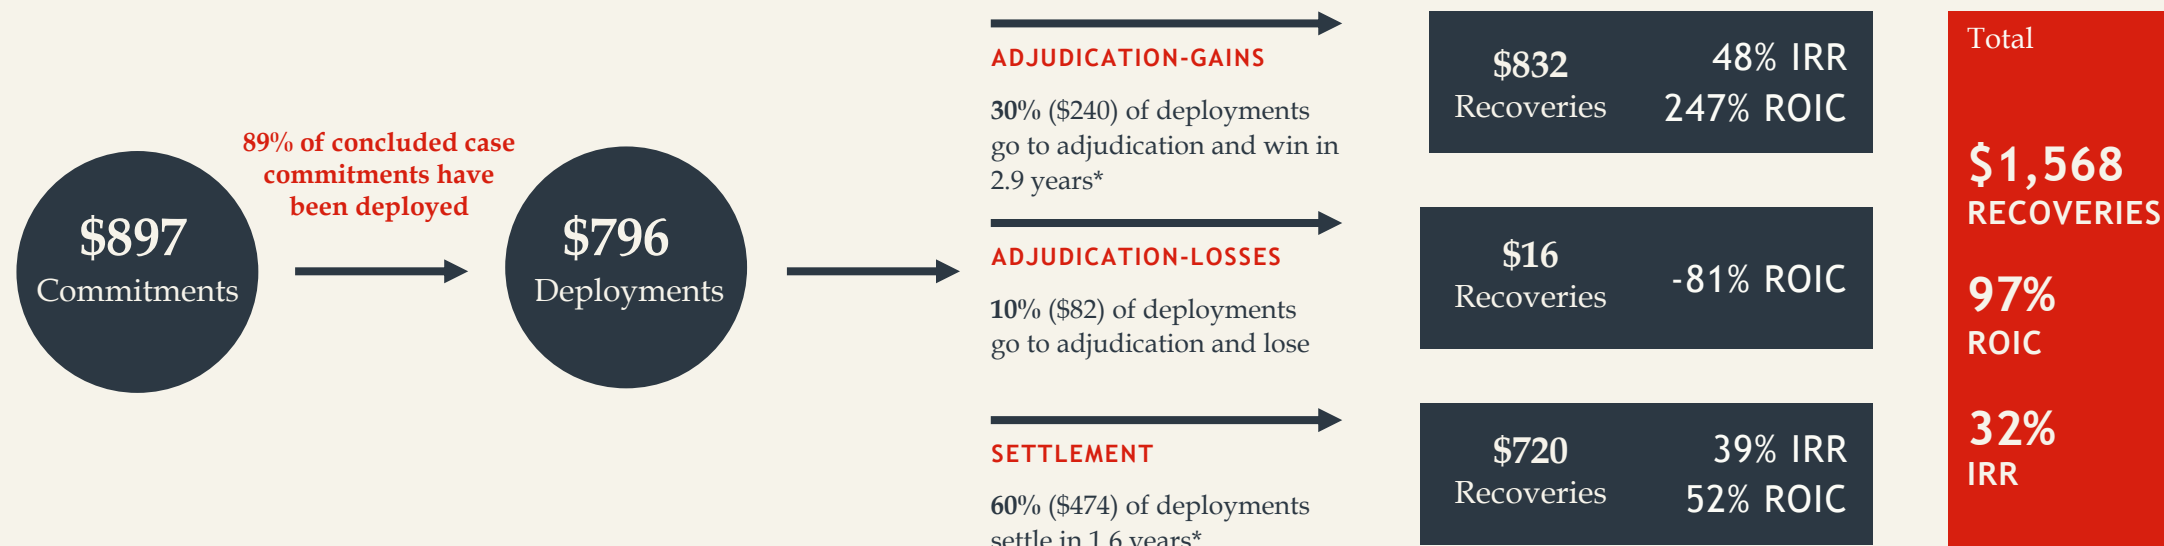 89% of concluded case
commitments have
been deployed
$897
Commitments
$796
Deployments
ADJUDICATION-GAINS
30% ($240) of deployments
go to adjudication and win in
2.9 years*
ADJUDICATION-LOSSES
10% ($82) of deployments
go to adjudication and lose
SETTLEMENT
60% ($474) of deployments
settle in 1.6 years*
$832
Recoveries
48% IRR
247% ROIC
$16
Recoveries
-81% ROIC
$720
Recoveries
39% IRR
52% ROIC
Total
$1,568
RECOVERIES
97%
ROIC
32%
IRR